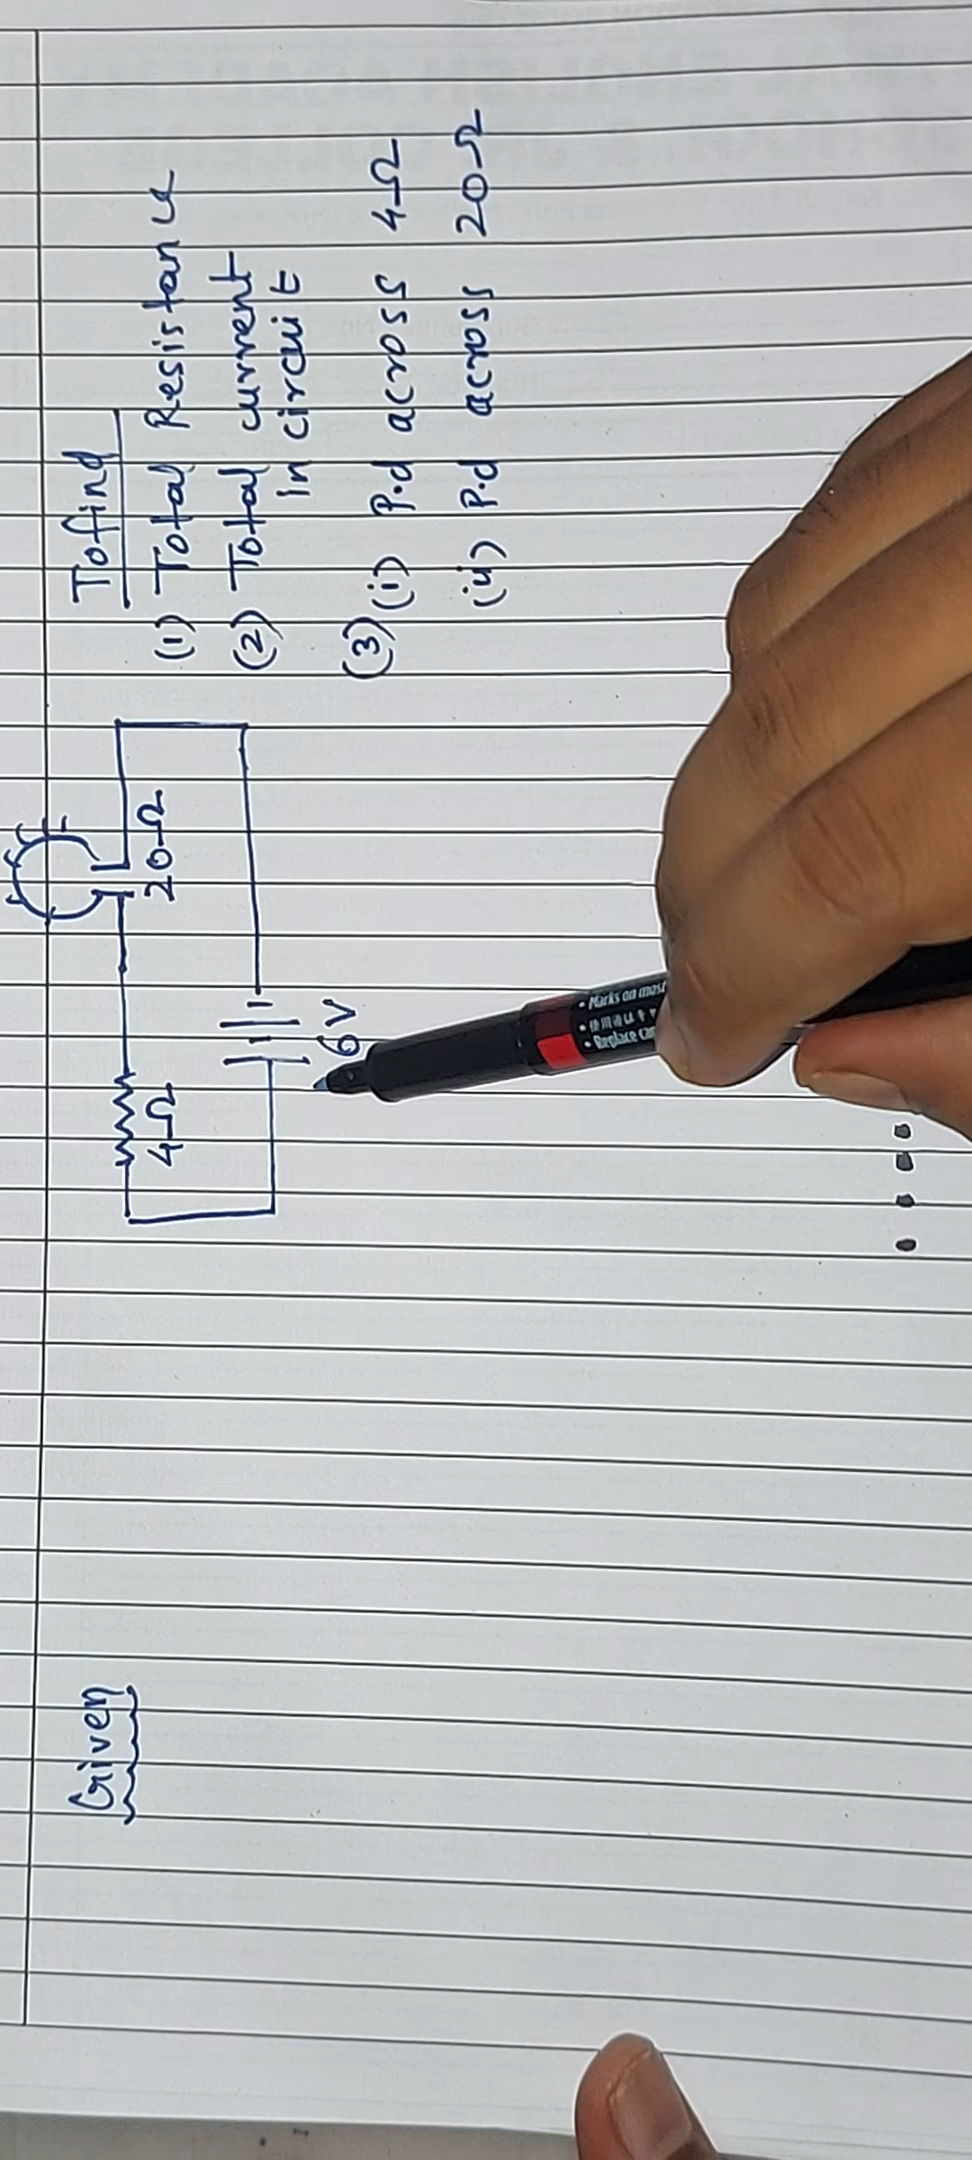 Given
4Ω
20Ω
6V
To find
(1) Total Resistance
(2) Total current
in circuit
(3) (i) P.d across 4Ω
(ii) P.d across 20Ω
• Marks on most
• Replace cap